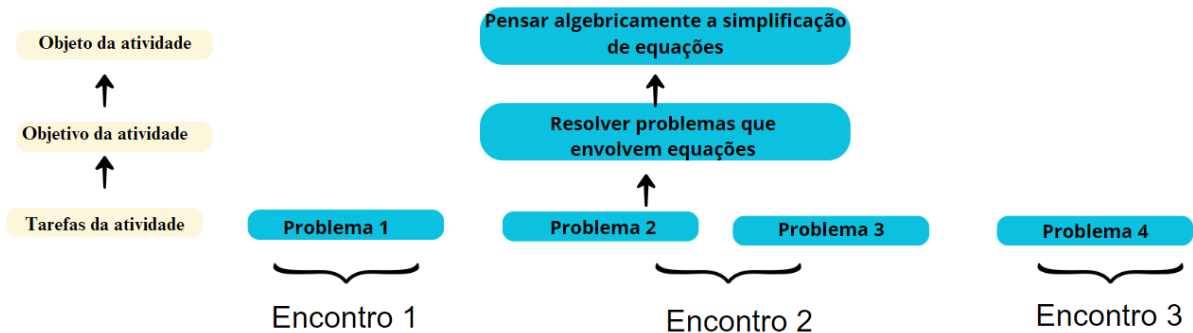 Objeto da atividade
Pensar algebricamente a simplificação
de equações
Objetivo da atividade
Resolver problemas que
envolvem equações
Tarefas da atividade
Problema 1
Problema 2
Problema 3
Problema 4
Encontro 1
Encontro 2
Encontro 3